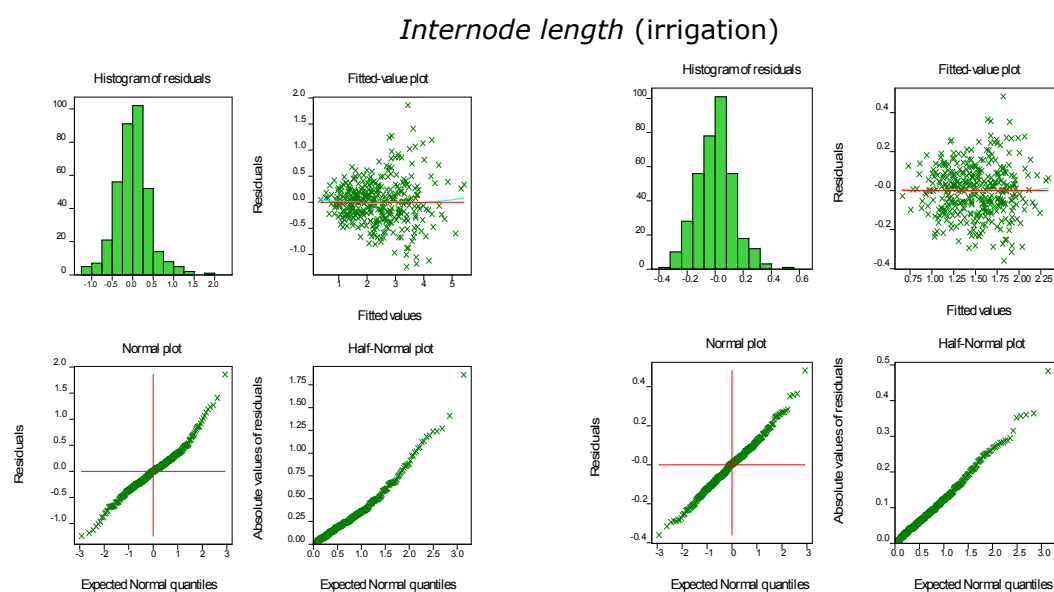 Internode length (irrigation)
Histogram of residuals
100
80
60
40
20
0
-1.0 -0.5 0.0 0.5 1.0 1.5 2.0
Fitted-value plot
Residuals
2.0
1.5
1.0
0.5
0.0
-0.5
-1.0
1 2 3 4 5
Fitted values
Normal plot
Residuals
2.0
1.5
1.0
0.5
0.0
-0.5
-1.0
-3 -2 -1 0 1 2 3
Expected Normal quantiles
Half-Normal plot
Absolute values of residuals
1.75
1.50
1.25
1.00
0.75
0.50
0.25
0.00
0.0 0.5 1.0 1.5 2.0 2.5 3.0
Expected Normal quantiles
Histogram of residuals
100
80
60
40
20
0
-0.4 -0.2 -0.0 0.2 0.4 0.6
Fitted-value plot
Residuals
0.4
0.2
-0.0
-0.2
-0.4
0.75 1.00 1.25 1.50 1.75 2.00 2.25
Fitted values
Normal plot
Residuals
0.4
0.2
-0.0
-0.2
-0.4
-3 -2 -1 0 1 2 3
Expected Normal quantiles
Half-Normal plot
Absolute values of residuals
0.5
0.4
0.3
0.2
0.1
0.0
0.0 0.5 1.0 1.5 2.0 2.5 3.0
Expected Normal quantiles